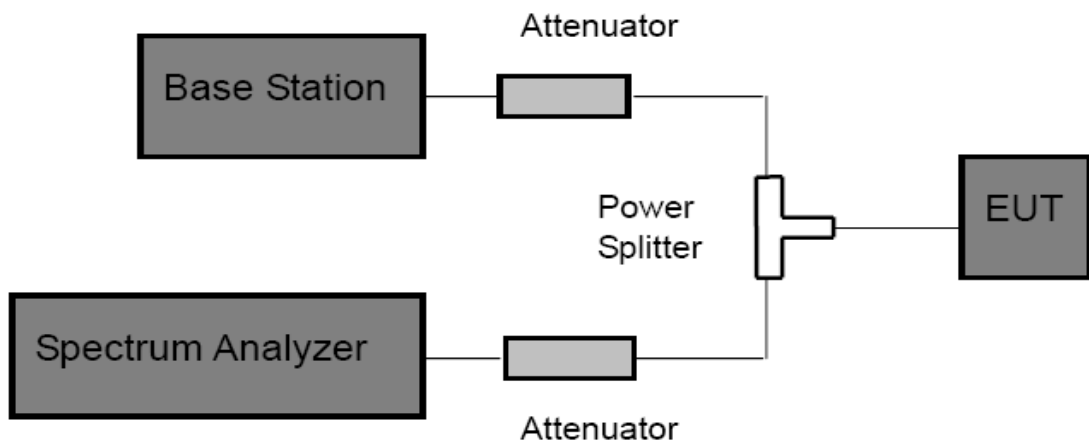 Attenuator
Base Station
Power
Splitter
EUT
Spectrum Analyzer
Attenuator